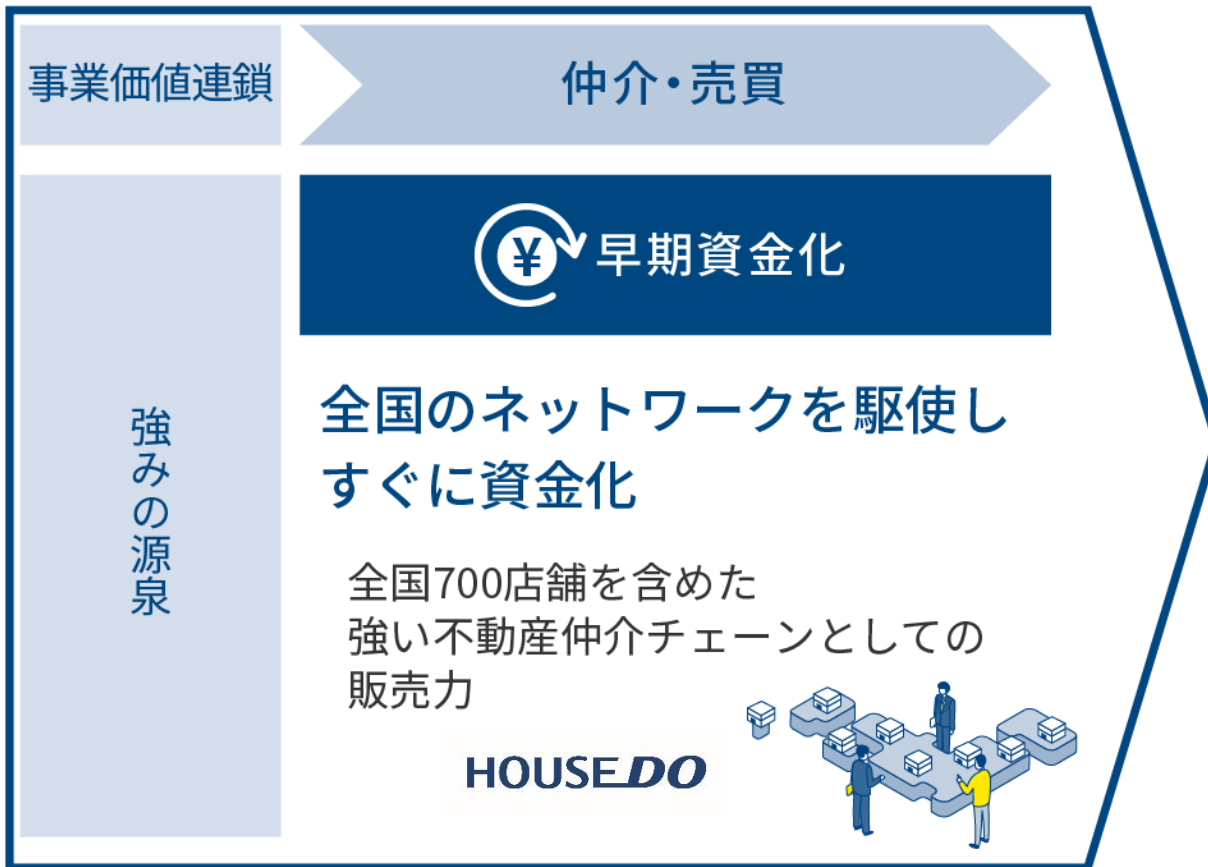 事業価値連鎖
仲介・売買
強みの源泉
¥
早期資金化
全国のネットワークを駆使し
すぐに資金化
全国700店舗を含めた
強い不動産仲介チェーンとしての
販売力
HOUSEDO